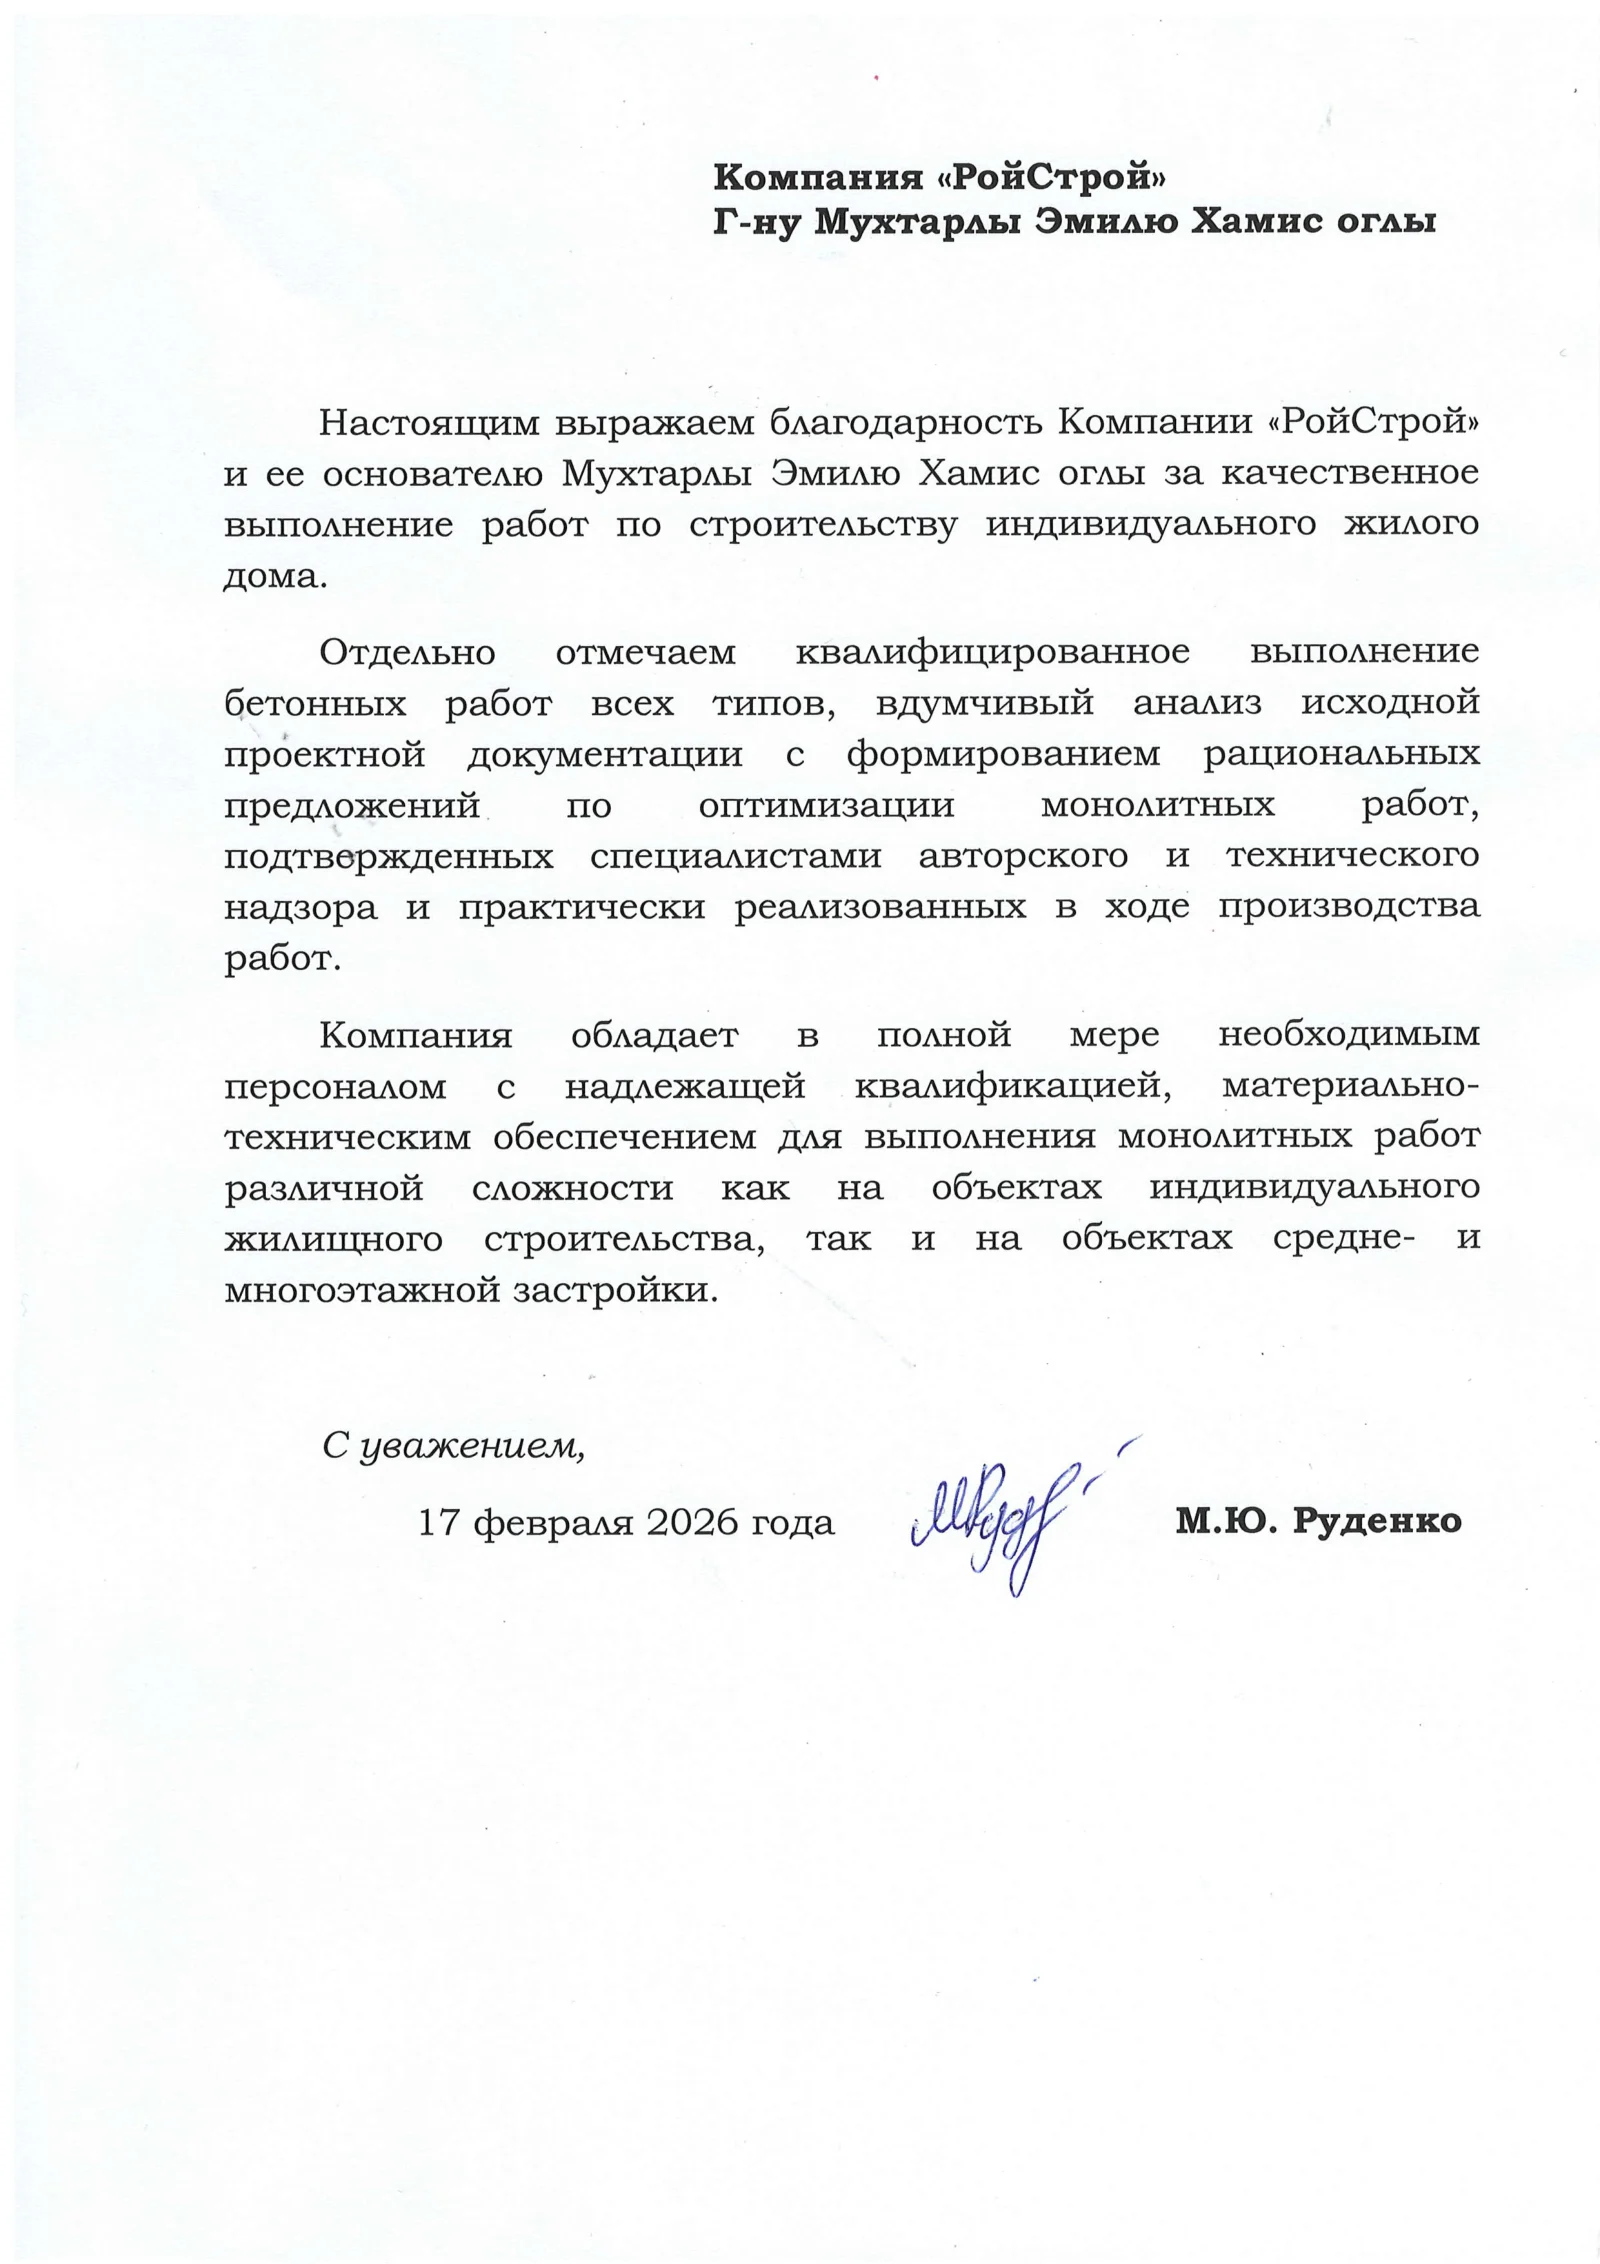 Компания «РойСтрой»
Г-ну Мухтарлы Эмилю Хамис оглы
Настоящим выражаем благодарность Компании «РойСтрой»
и ее основателю Мухтарлы Эмилю Хамис оглы за качественное
выполнение работ по строительству индивидуального жилого
дома.
Отдельно отмечаем квалифицированное выполнение
бетонных работ всех типов, вдумчивый анализ исходной
проектной документации с формированием рациональных
предложений по оптимизации монолитных работ,
подтвержденных специалистами авторского и технического
надзора и практически реализованных в ходе производства
работ.
Компания обладает в полной мере необходимым
персоналом с надлежащей квалификацией, материально-
техническим обеспечением для выполнения монолитных работ
различной сложности как на объектах индивидуального
жилищного строительства, так и на объектах средне- и
многоэтажной застройки.
С уважением,
17 февраля 2026 года М.Ю. Руденко